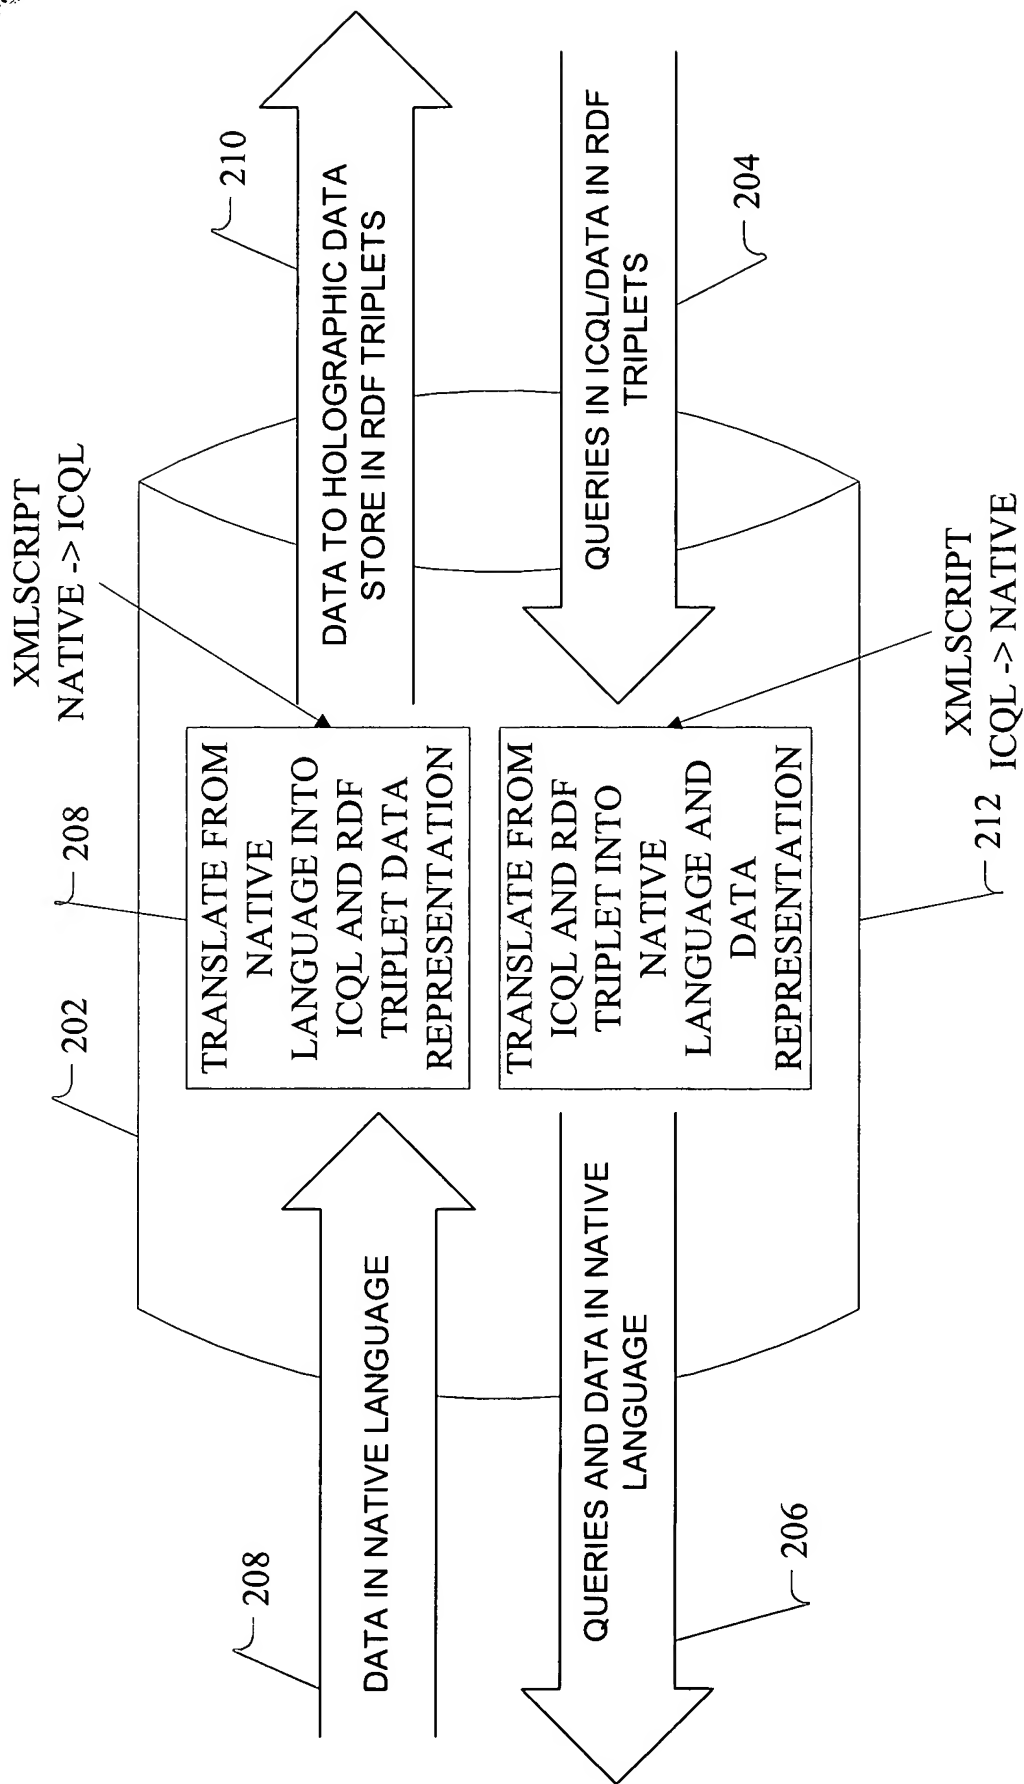 XMLSCRIPT
NATIVE -> ICQL
210
208
202
DATA TO HOLOGRAPHIC DATA
STORE IN RDF TRIPLETS
TRANSLATE FROM
NATIVE
LANGUAGE INTO
ICQL AND RDF
TRIPLET DATA
REPRESENTATION
208
DATA IN NATIVE LANGUAGE
QUERIES IN ICQL/DATA IN RDF
TRIPLETS
204
TRANSLATE FROM
ICQL AND RDF
TRIPLET INTO
NATIVE
LANGUAGE AND
DATA
REPRESENTATION
QUERIES AND DATA IN NATIVE
LANGUAGE
206
212
XMLSCRIPT
ICQL -> NATIVE